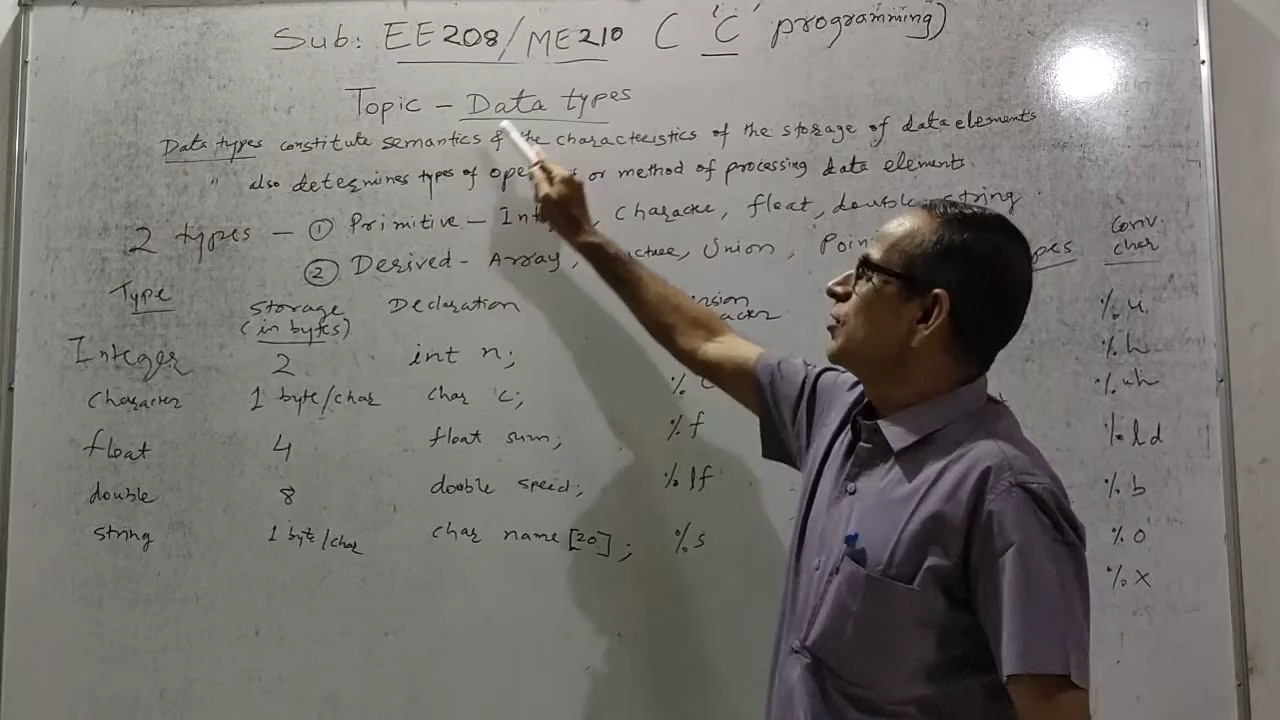 Sub: EE208/ME210 ( 'C' programming)
Topic - Data types
Data types constitute semantics & the characteristics of the storage of data elements
" also determines types of or method of processing data elements.
2 types - ① Primitive - Character, float, double, string
② Derived - Array, Union,
Type Storage (in bytes) Declaration Conv. char
Integer 2 int n; %u
%h
character 1 byte/char char c; %uh
float 4 float sum; %f %ld
double 8 double speed; %lf %b
string 1 byte/char char name [20]; %s %o
%x